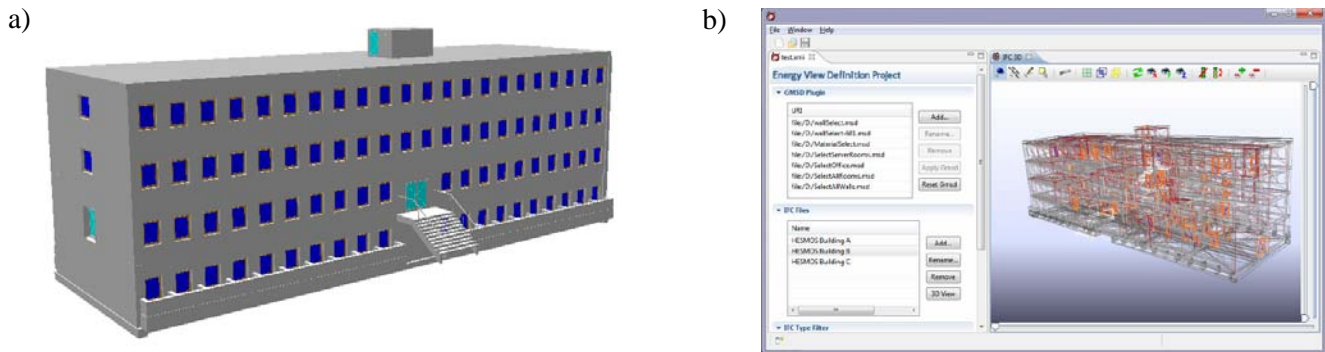 a)
b)
File Window Help
test.xmi
Energy View Definition Project
GMSD Plugin
URI
file:/D:/wallSelect.msd
file:/D:/wallSelect-All1.msd
file:/D:/MaterialSelect.msd
file:/D:/SelectServerRooms.msd
file:/D:/SelectOffice.msd
file:/D:/SelectAllRooms.msd
file:/D:/SelectAllWalls.msd
Add...
Rename...
Remove
Apply Gmsd
Reset Gmsd
IFC Files
Name
HESMOS Building A
HESMOS Building B
HESMOS Building C
Add...
Rename...
Remove
3D View
IFC Type Filter
IFC 3D